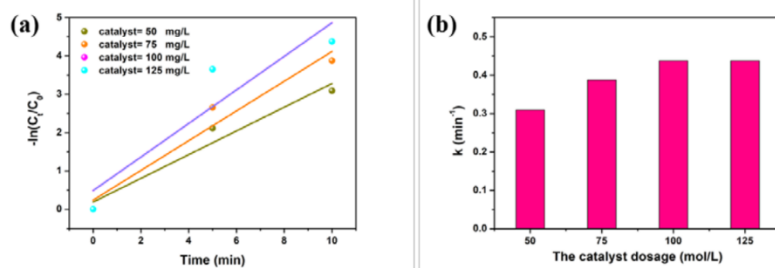 (a)
catalyst= 50 mg/L
catalyst= 75 mg/L
catalyst= 100 mg/L
catalyst= 125 mg/L
-ln(Ct/C0)
5
4
3
2
1
0
0 2 4 6 8 10
Time (min)
(b)
k (min-1)
0.5
0.4
0.3
0.2
0.1
0.0
50 75 100 125
The catalyst dosage (mol/L)